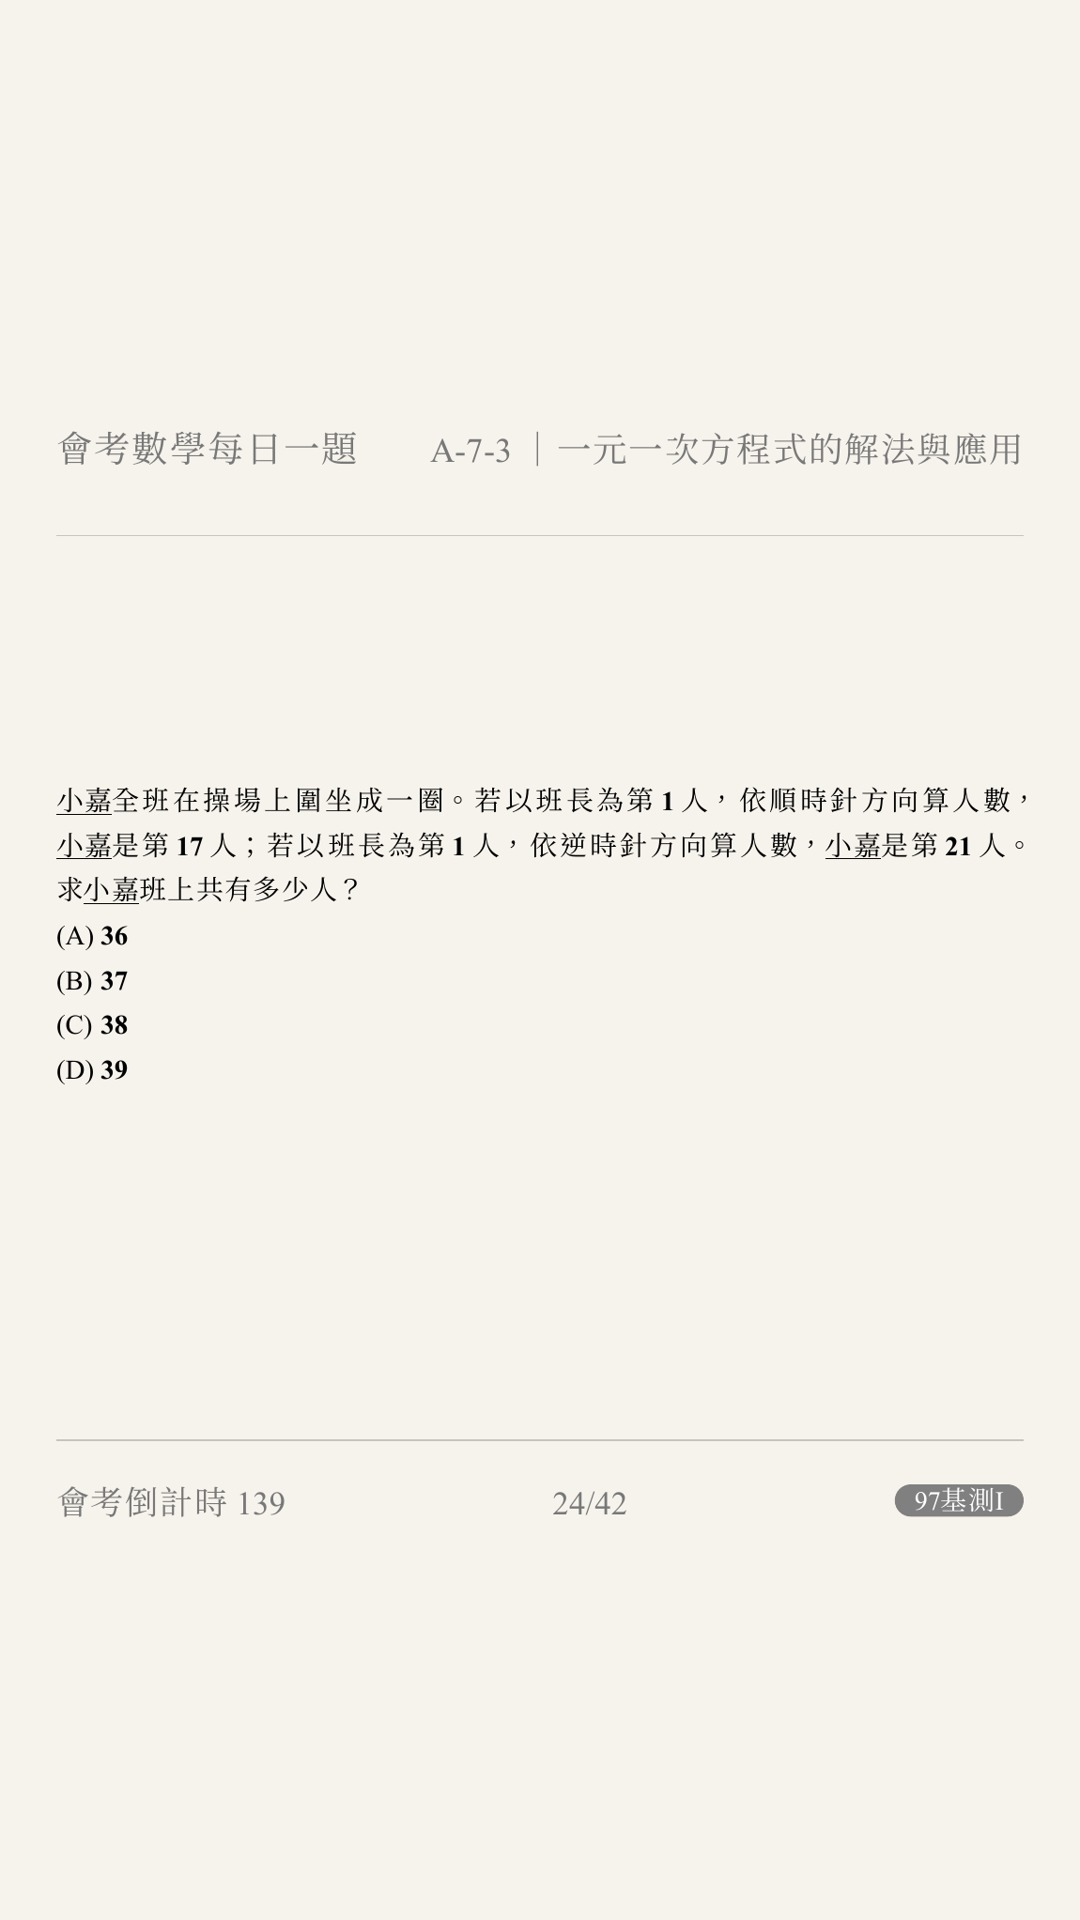 會考數學每日一題 A-7-3｜一元一次方程式的解法與應用
小嘉全班在操場上圍坐成一圈。若以班長為第 1 人，依順時針方向算人數，
小嘉是第 17 人；若以班長為第 1 人，依逆時針方向算人數，小嘉是第 21 人。
求小嘉班上共有多少人？
(A) 36
(B) 37
(C) 38
(D) 39
會考倒計時 139 24/42 97基測I